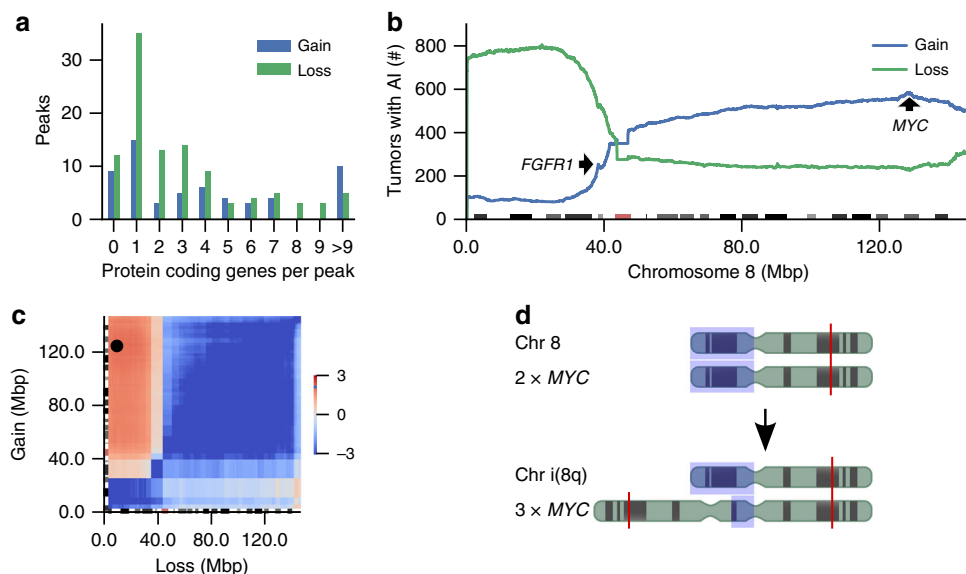 a
Peaks
30
20
10
0
Gain
Loss
0 1 2 3 4 5 6 7 8 9 >9
Protein coding genes per peak
b
Tumors with AI (#)
800
600
400
200
0
Gain
Loss
FGFR1
MYC
0.0 40.0 80.0 120.0
Chromosome 8 (Mbp)
c
Gain (Mbp)
120.0
80.0
40.0
0.0
0.0 40.0 80.0 120.0
Loss (Mbp)
3
0
−3
d
Chr 8
2 × MYC
Chr i(8q)
3 × MYC